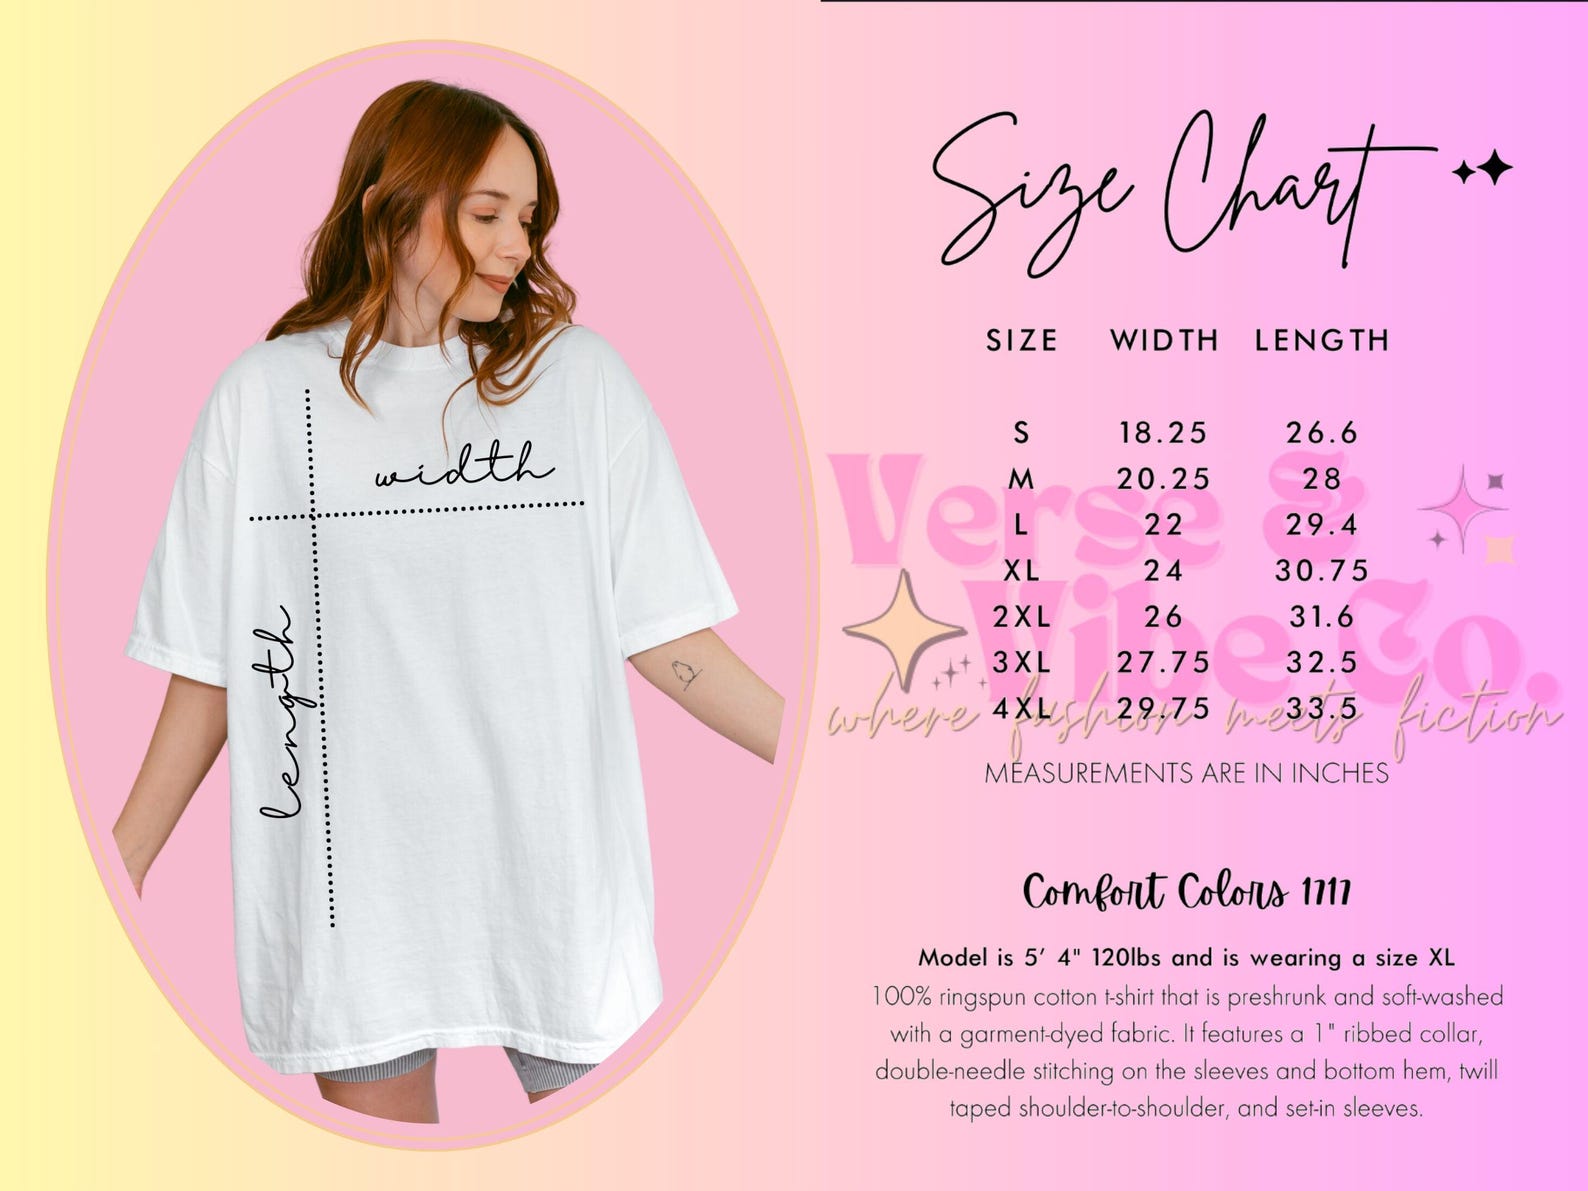 width
length
Size Chart
SIZE WIDTH LENGTH
S 18.25 26.6
M 20.25 28
L 22 29.4
XL 24 30.75
2XL 26 31.6
3XL 27.75 32.5
4XL 29.75 33.5
Verse &
Vibe Co.
where fashion meets fiction
MEASUREMENTS ARE IN INCHES
Comfort Colors 1717
Model is 5’ 4" 120lbs and is wearing a size XL
100% ringspun cotton t-shirt that is preshrunk and soft-washed
with a garment-dyed fabric. It features a 1" ribbed collar,
double-needle stitching on the sleeves and bottom hem, twill
taped shoulder-to-shoulder, and set-in sleeves.